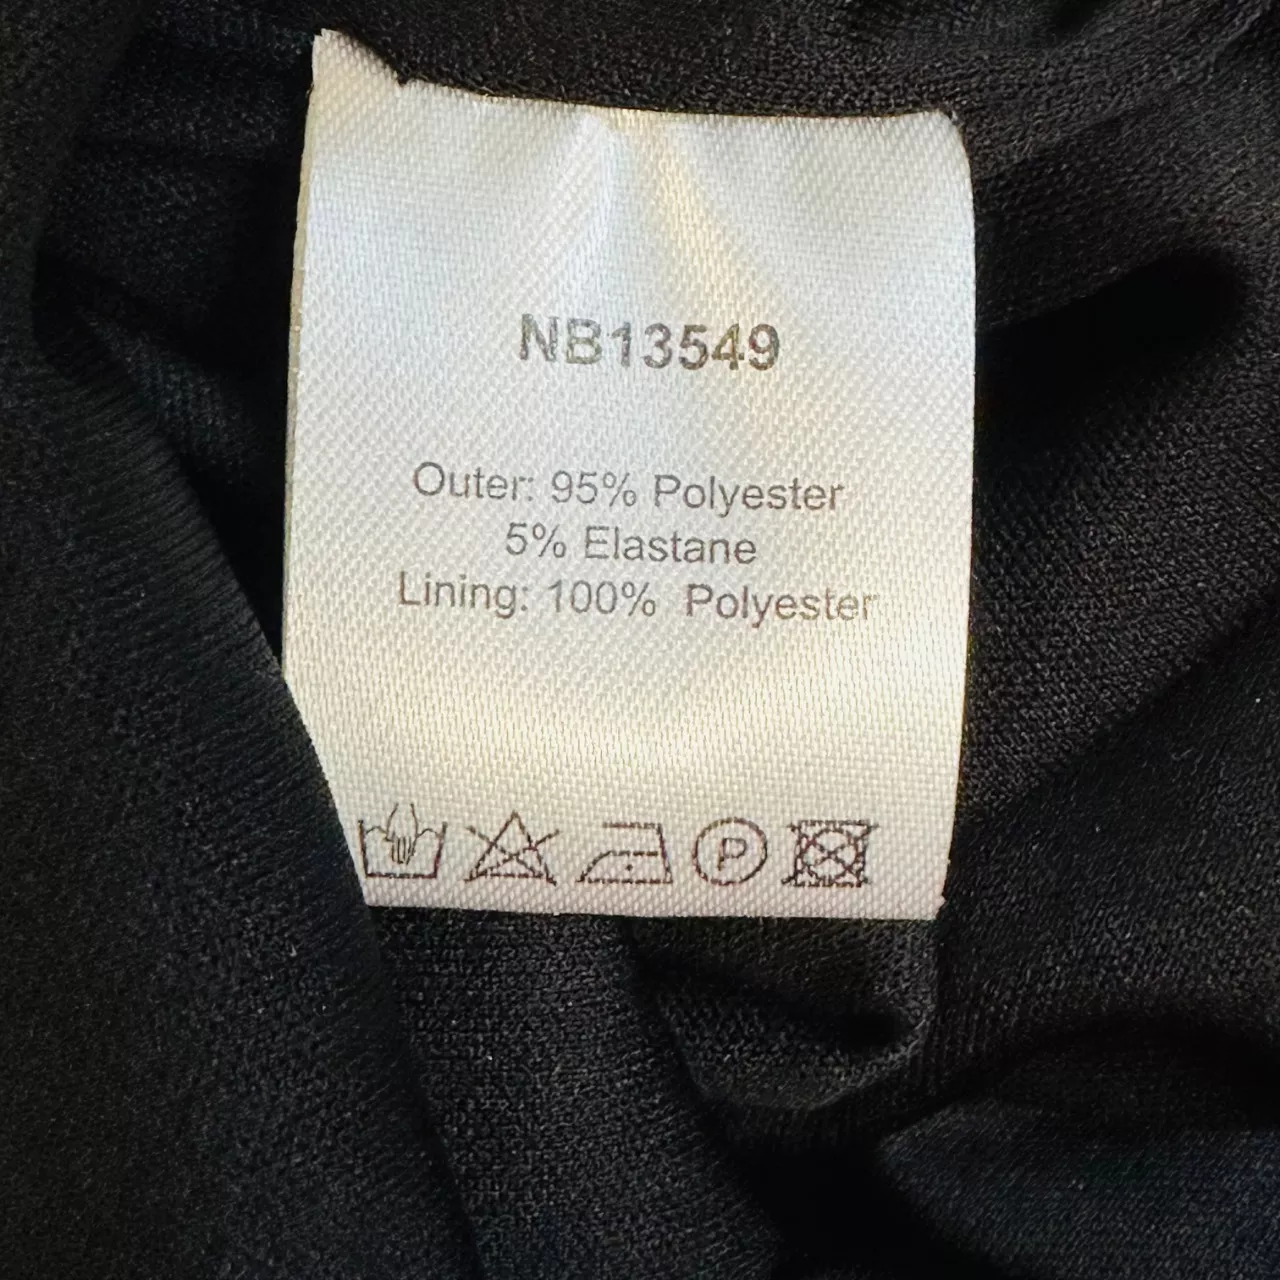 NB13549
Outer: 95% Polyester
5% Elastane
Lining: 100% Polyester
P